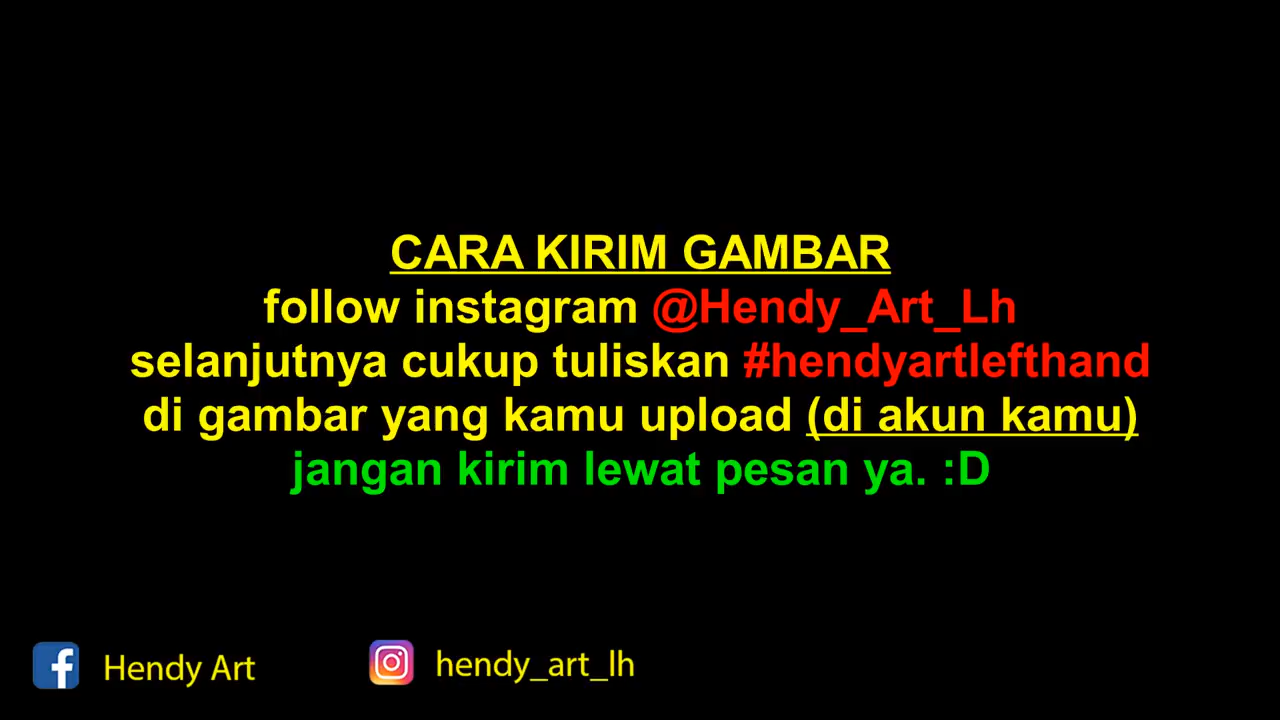 CARA KIRIM GAMBAR
follow instagram @Hendy_Art_Lh
selanjutnya cukup tuliskan #hendyartlefthand
di gambar yang kamu upload (di akun kamu)
jangan kirim lewat pesan ya. :D
Hendy Art
hendy_art_lh